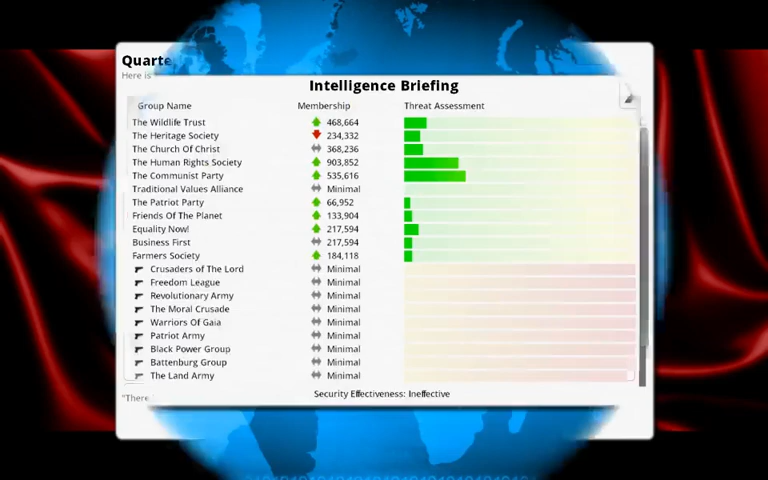 Quarte
Here is
Intelligence Briefing
Group Name Membership Threat Assessment
The Wildlife Trust 468,664
The Heritage Society 234,332
The Church Of Christ 368,236
The Human Rights Society 903,852
The Communist Party 535,616
Traditional Values Alliance Minimal
The Patriot Party 66,952
Friends Of The Planet 133,904
Equality Now! 217,594
Business First 217,594
Farmers Society 184,118
Crusaders of The Lord Minimal
Freedom League Minimal
Revolutionary Army Minimal
The Moral Crusade Minimal
Warriors Of Gaia Minimal
Patriot Army Minimal
Black Power Group Minimal
Battenburg Group Minimal
The Land Army Minimal
Security Effectiveness: Ineffective
"There